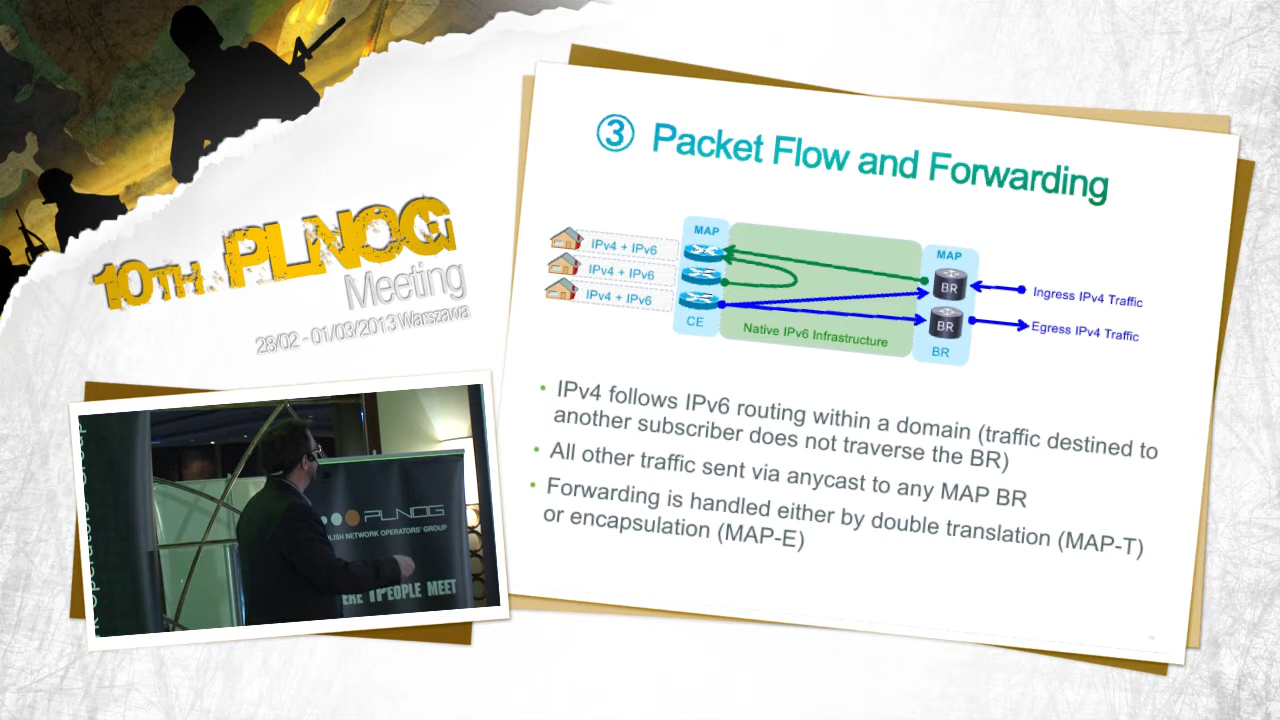 10TH PLNOG
Meeting
28/02 - 01/03/2013 Warszawa
③ Packet Flow and Forwarding
MAP
IPv4 + IPv6
IPv4 + IPv6
IPv4 + IPv6
CE
Native IPv6 Infrastructure
MAP
BR
BR
BR
Ingress IPv4 Traffic
Egress IPv4 Traffic
• IPv4 follows IPv6 routing within a domain (traffic destined to
another subscriber does not traverse the BR)
• All other traffic sent via anycast to any MAP BR
• Forwarding is handled either by double translation (MAP-T)
or encapsulation (MAP-E)
PLNOG
LISH NETWORK OPERATORS' GROUP
ERE IPEOPLE MEET